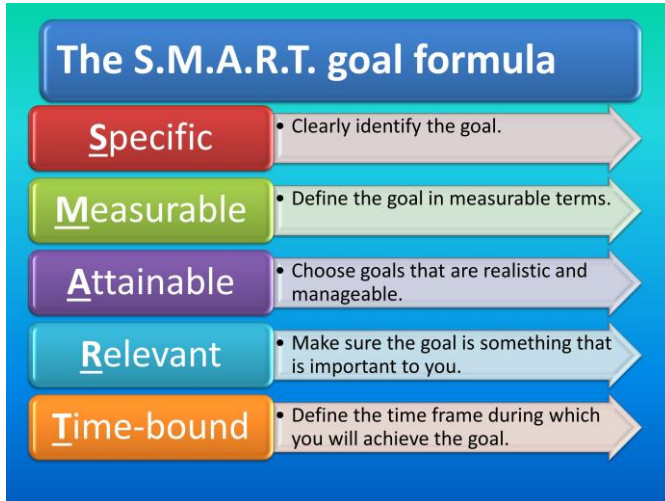 The S.M.A.R.T. goal formula
Specific
• Clearly identify the goal.
Measurable
• Define the goal in measurable terms.
Attainable
• Choose goals that are realistic and
manageable.
Relevant
• Make sure the goal is something that
is important to you.
Time-bound
• Define the time frame during which
you will achieve the goal.